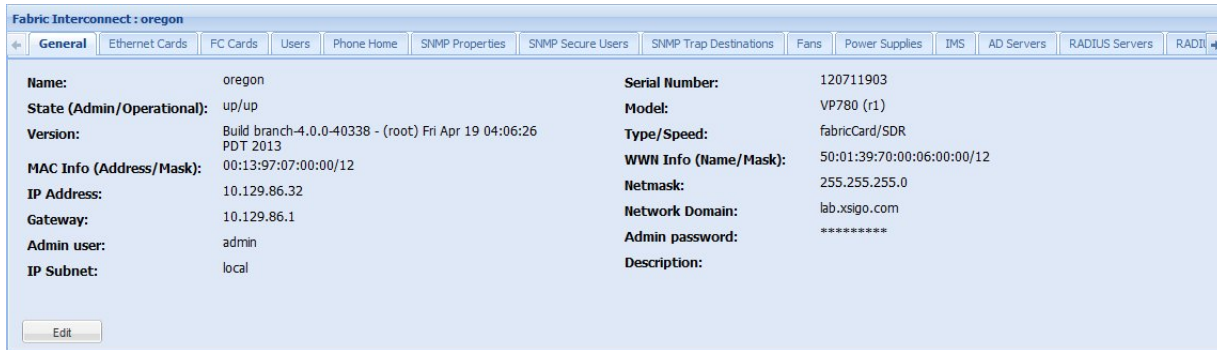 Fabric Interconnect : oregon
General Ethernet Cards FC Cards Users Phone Home SNMP Properties SNMP Secure Users SNMP Trap Destinations Fans Power Supplies IMS AD Servers RADIUS Servers
Name: oregon
State (Admin/Operational): up/up
Version: Build branch-4.0.0-40338 - (root) Fri Apr 19 04:06:26
PDT 2013
MAC Info (Address/Mask): 00:13:97:07:00:00/12
IP Address: 10.129.86.32
Gateway: 10.129.86.1
Admin user: admin
IP Subnet: local
Serial Number: 120711903
Model: VP780 (r1)
Type/Speed: fabricCard/SDR
WWN Info (Name/Mask): 50:01:39:70:00:06:00:00/12
Netmask: 255.255.255.0
Network Domain: lab.xsigo.com
Admin password: *********
Description:
Edit